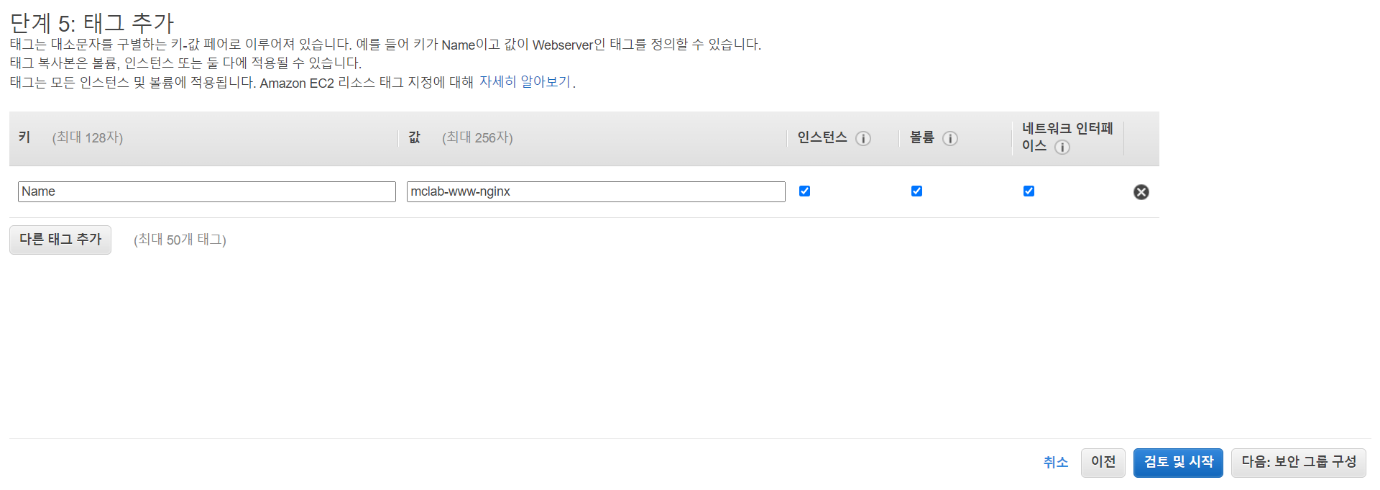 단계 5: 태그 추가
태그는 대소문자를 구별하는 키-값 페어로 이루어져 있습니다. 예를 들어 키가 Name이고 값이 Webserver인 태그를 정의할 수 있습니다.
태그 복사본은 볼륨, 인스턴스 또는 둘 다에 적용될 수 있습니다.
태그는 모든 인스턴스 및 볼륨에 적용됩니다. Amazon EC2 리소스 태그 지정에 대해 자세히 알아보기.
키 (최대 128자) 값 (최대 256자) 인스턴스 볼륨 네트워크 인터페
이스
Name mclab-www-nginx
다른 태그 추가 (최대 50개 태그)
취소 이전 검토 및 시작 다음: 보안 그룹 구성